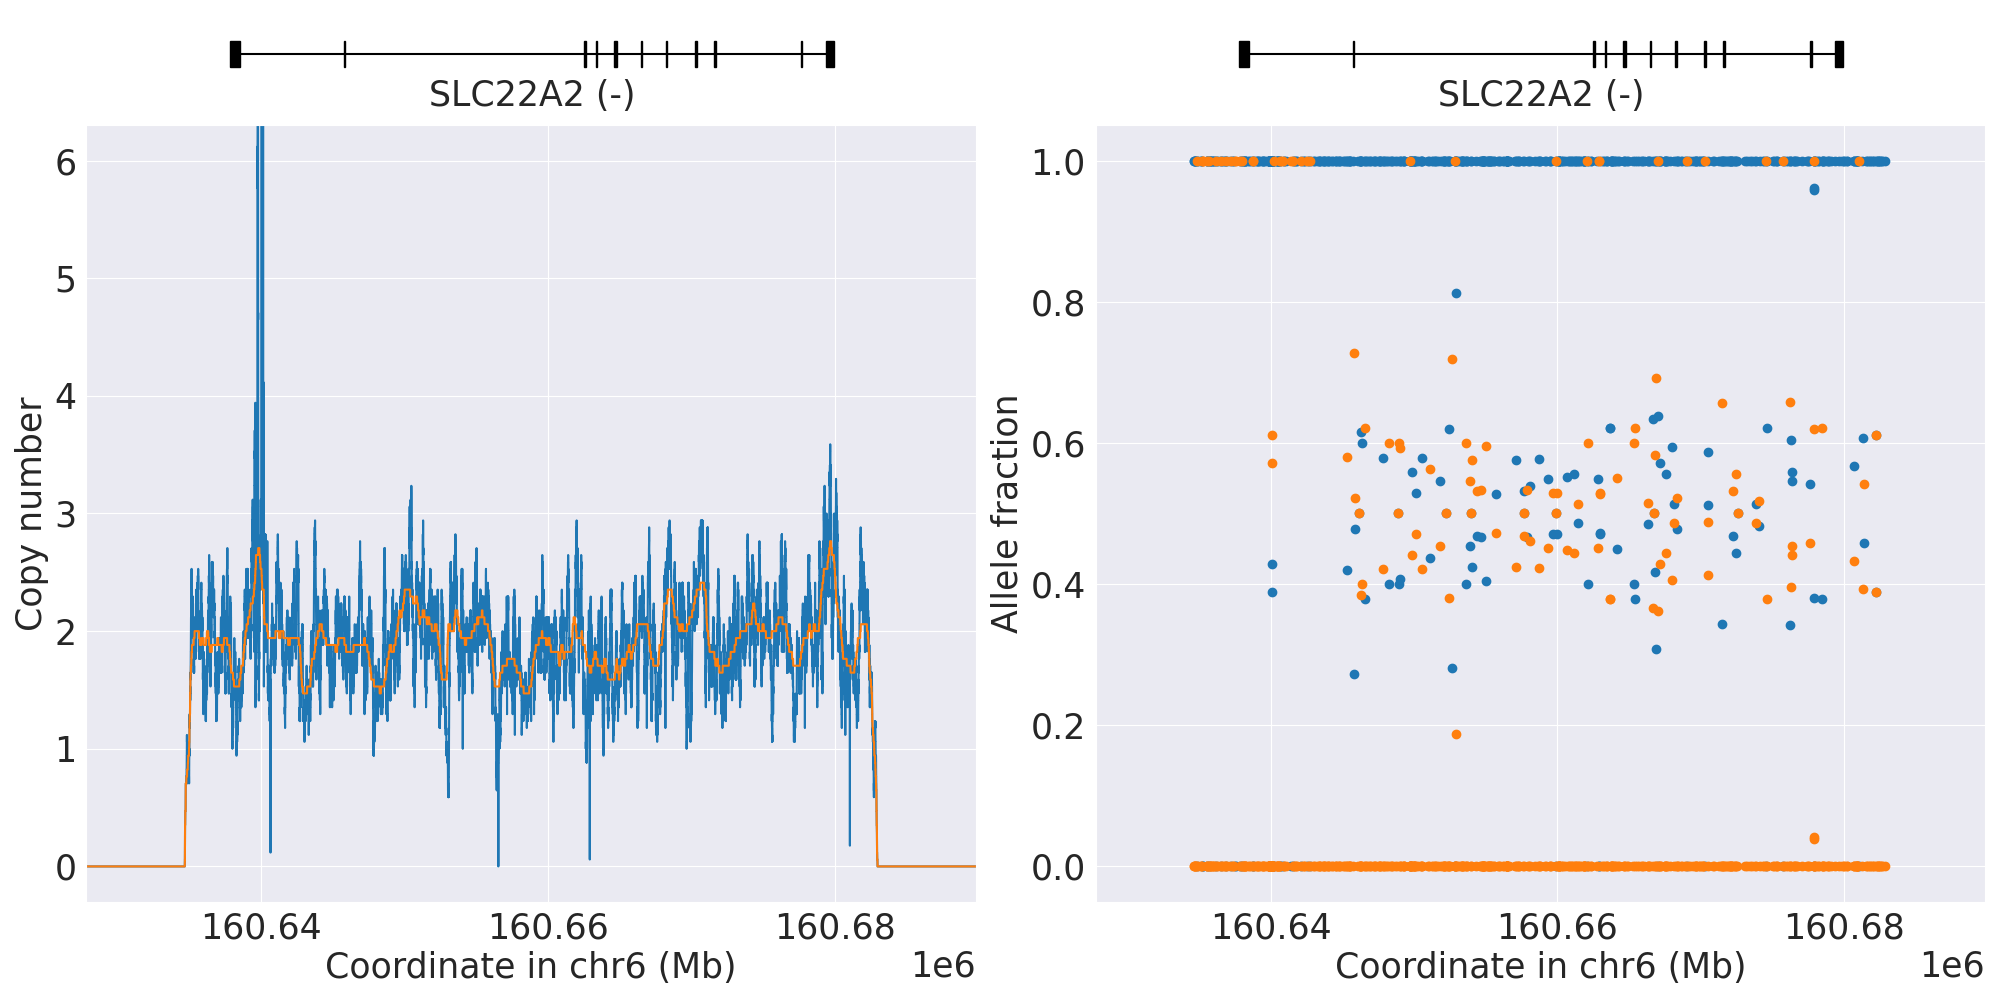 SLC22A2 (-)
Copy number
6
5
4
3
2
1
0
160.64
160.66
160.68
Coordinate in chr6 (Mb)
1e6
SLC22A2 (-)
Allele fraction
1.0
0.8
0.6
0.4
0.2
0.0
160.64
160.66
160.68
Coordinate in chr6 (Mb)
1e6